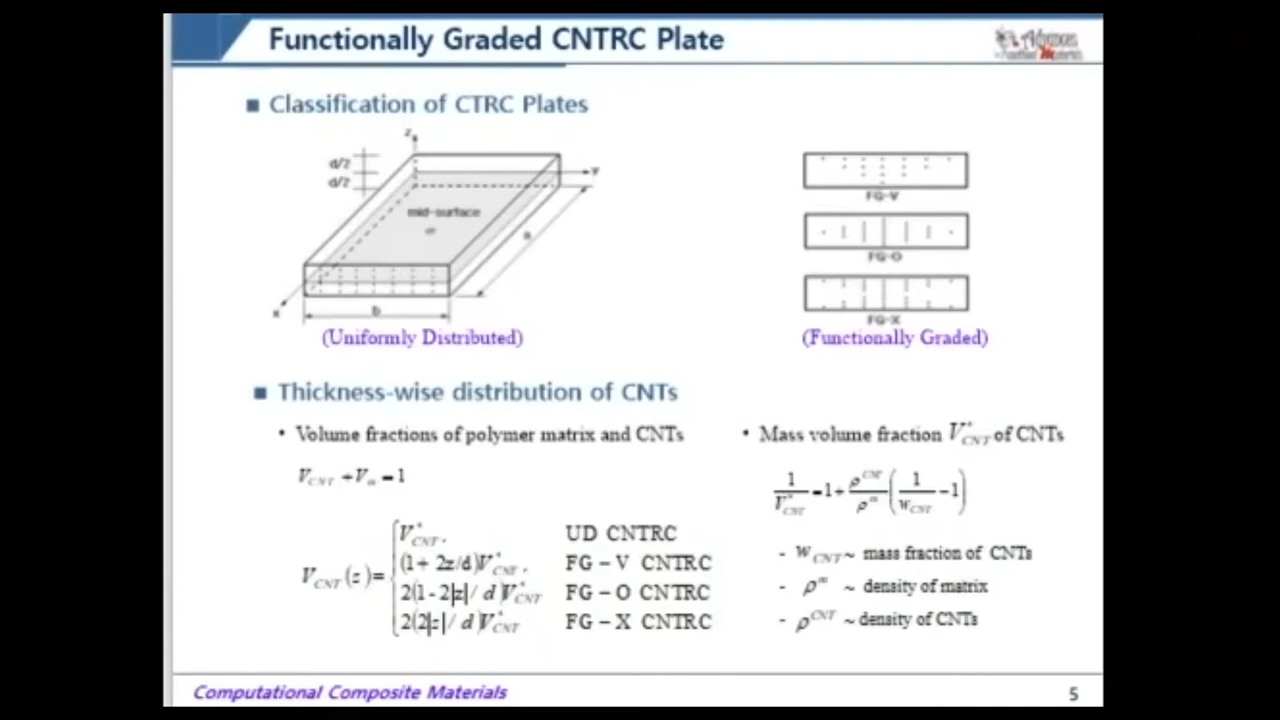 Functionally Graded CNTRC Plate
■ Classification of CTRC Plates
z
d/2
d/2
y
mid-surface
a
x
b
(Uniformly Distributed)
FG-V
FG-O
FG-X
(Functionally Graded)
■ Thickness-wise distribution of CNTs
• Volume fractions of polymer matrix and CNTs
V_CNT + V_m = 1
V_CNT(z) = {
V*_CNT, UD CNTRC
(1 + 2z/d)V*_CNT, FG - V CNTRC
2(1 - 2|z| / d)V*_CNT FG - O CNTRC
2(2|z| / d)V*_CNT FG - X CNTRC
• Mass volume fraction V*_CNT of CNTs
1/V*_CNT = 1 + ρ^CNT/ρ^m (1/w_CNT - 1)
- w_CNT ~ mass fraction of CNTs
- ρ^m ~ density of matrix
- ρ^CNT ~ density of CNTs
Computational Composite Materials
5